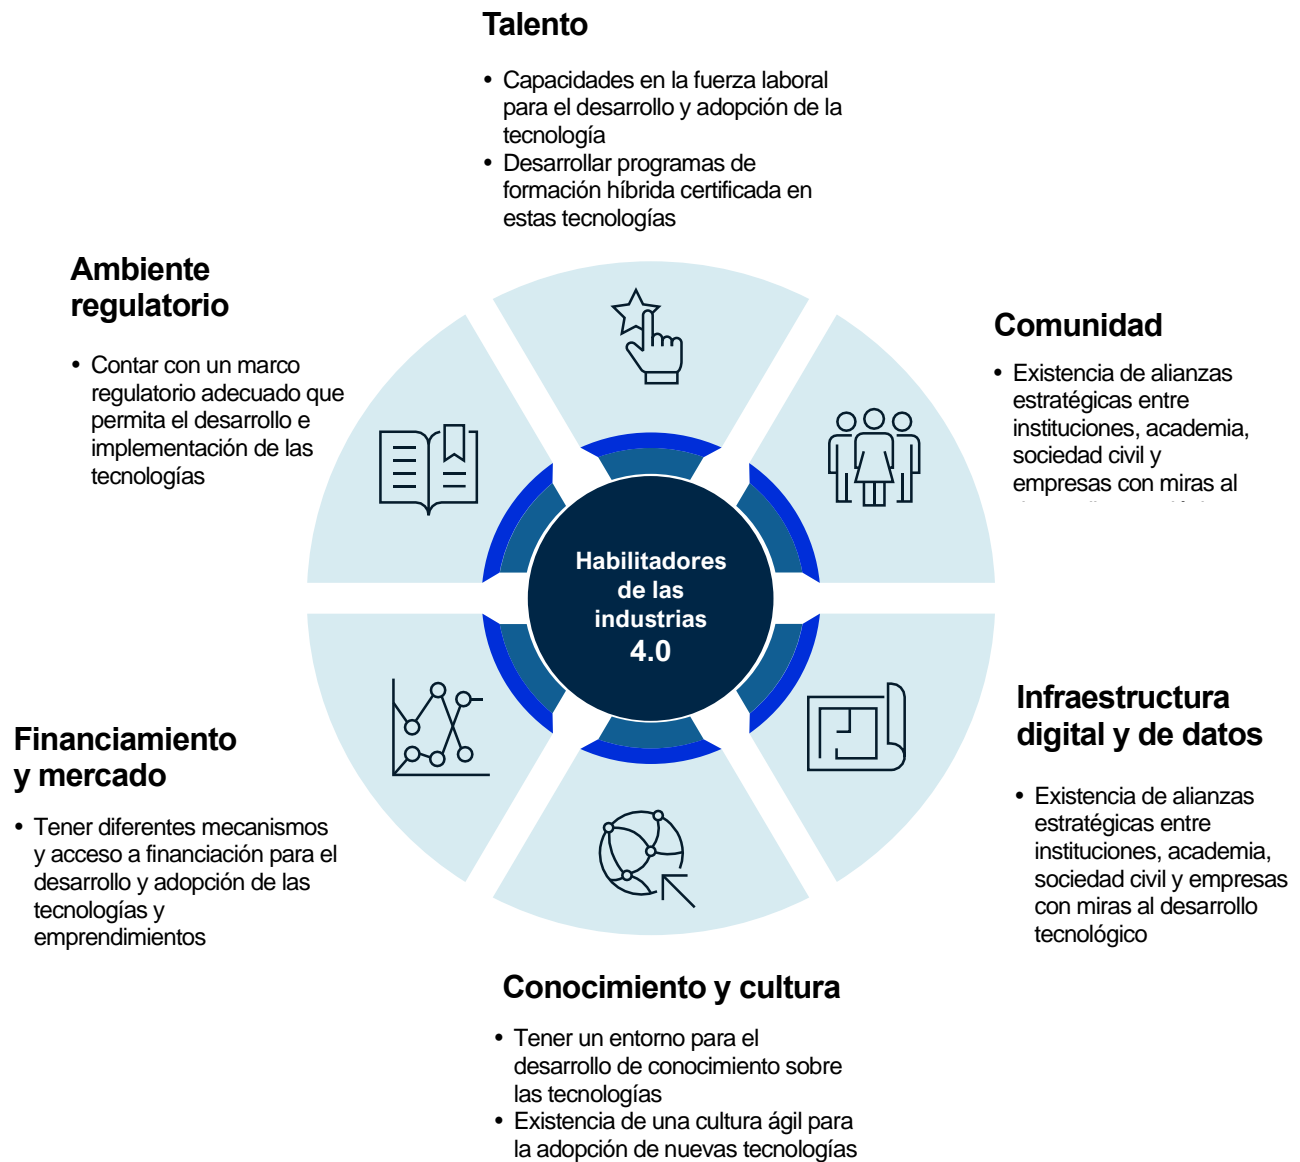 Talento
• Capacidades en la fuerza laboral
para el desarrollo y adopción de la
tecnología
• Desarrollar programas de
formación híbrida certificada en
estas tecnologías
Ambiente
regulatorio
• Contar con un marco
regulatorio adecuado que
permita el desarrollo e
implementación de las
tecnologías
Comunidad
• Existencia de alianzas
estratégicas entre
instituciones, academia,
sociedad civil y
empresas con miras al
Habilitadores
de las
industrias
4.0
Infraestructura
digital y de datos
• Existencia de alianzas
estratégicas entre
instituciones, academia,
sociedad civil y empresas
con miras al desarrollo
tecnológico
Financiamiento
y mercado
• Tener diferentes mecanismos
y acceso a financiación para el
desarrollo y adopción de las
tecnologías y
emprendimientos
Conocimiento y cultura
• Tener un entorno para el
desarrollo de conocimiento sobre
las tecnologías
• Existencia de una cultura ágil para
la adopción de nuevas tecnologías